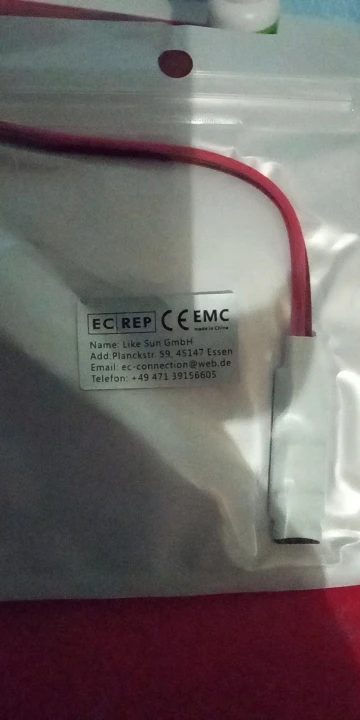 EC REP CE EMC
made in China
Name: Like Sun GmbH
Add:Planckstr. 59, 45147 Essen
Email: ec-connection@web.de
Telefon: +49 471 39156605